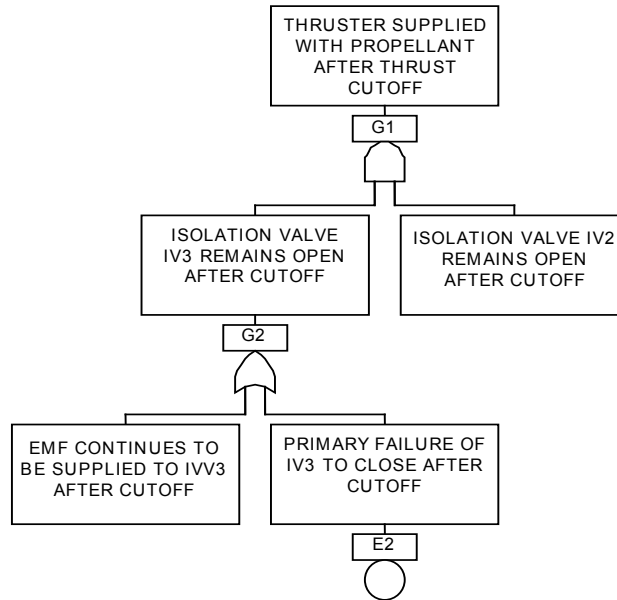 THRUSTER SUPPLIED
WITH PROPELLANT
AFTER THRUST
CUTOFF
G1
ISOLATION VALVE
IV3 REMAINS OPEN
AFTER CUTOFF
ISOLATION VALVE IV2
REMAINS OPEN
AFTER CUTOFF
G2
EMF CONTINUES TO
BE SUPPLIED TO IVV3
AFTER CUTOFF
PRIMARY FAILURE OF
IV3 TO CLOSE AFTER
CUTOFF
E2